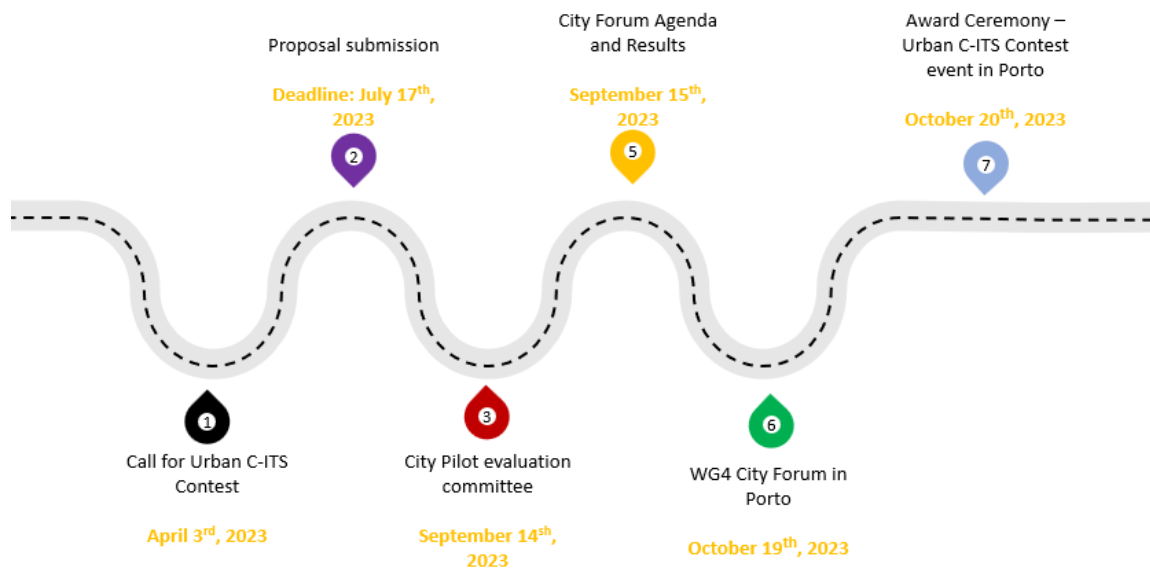 Call for Urban C-ITS
Contest
April 3rd, 2023
1
Proposal submission
Deadline: July 17th,
2023
2
City Pilot evaluation
committee
September 14sh,
2023
3
City Forum Agenda
and Results
September 15th,
2023
5
WG4 City Forum in
Porto
October 19th, 2023
6
Award Ceremony –
Urban C-ITS Contest
event in Porto
October 20th, 2023
7